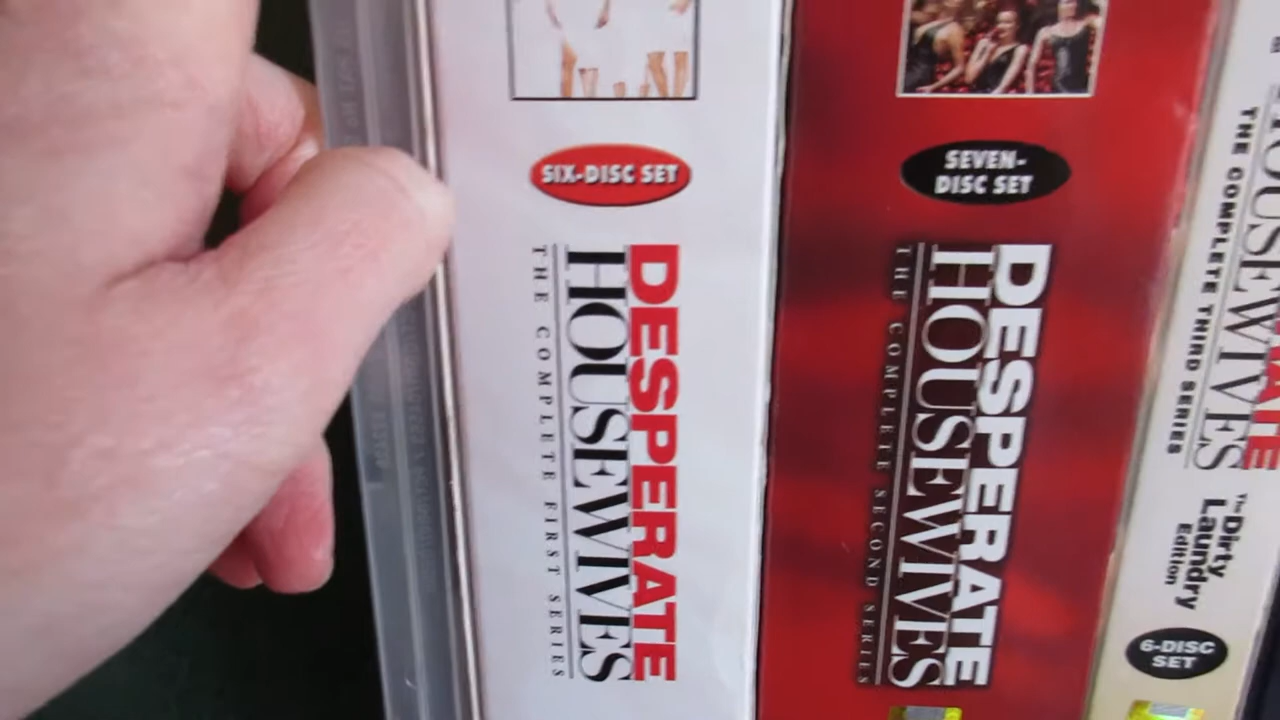 SIX-DISC SET
DESPERATE
HOUSEWIVES
THE COMPLETE FIRST SERIES
SEVEN-
DISC SET
DESPERATE
HOUSEWIVES
THE COMPLETE SECOND SERIES
HOUSEWIVES
THE COMPLETE THIRD SERIES
The Dirty
Laundry
Edition
6-DISC
SET